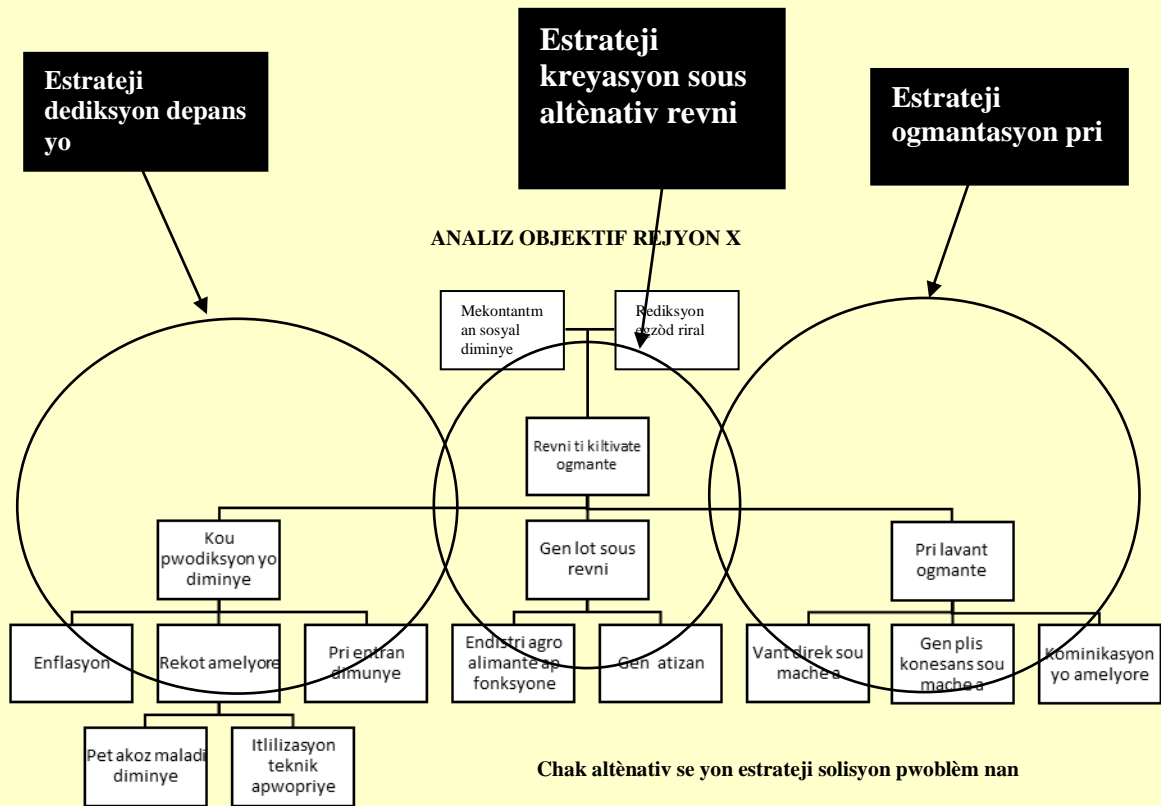 Estrateji
dediksyon depans
yo
Estrateji
kreyasyon sous
altènativ revni
Estrateji
ogmantasyon pri
ANALIZ OBJEKTIF REJYON X
Mekontantm
an sosyal
diminye
Rediksyon
egzòd riral
Revni ti kiltivate
ogmante
Kou
pwodiksyon yo
diminye
Gen lot sous
revni
Pri lavant
ogmante
Enflasyon
Rekot amelyore
Pri entran
dimunye
Endistri agro
alimante ap
fonksyone
Gen atizan
Vant direk sou
mache a
Gen plis
konesans sou
mache a
Kominikasyon
yo amelyore
Pet akoz maladi
diminye
Itlilizasyon
teknik
apwopriye
Chak altènativ se yon estrateji solisyon pwoblèm nan